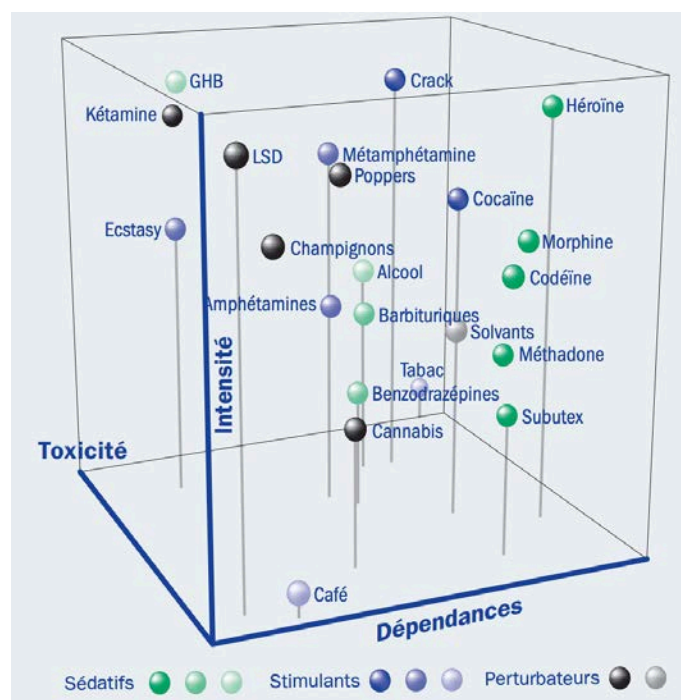 GHB
Crack
Kétamine
Héroïne
LSD
Métamphétamine
Poppers
Cocaïne
Ecstasy
Morphine
Champignons
Alcool
Codéïne
Amphétamines
Barbituriques
Solvants
Intensité
Méthadone
Tabac
Benzodrazépines
Subutex
Cannabis
Toxicité
Café
Dépendances
Sédatifs
Stimulants
Perturbateurs